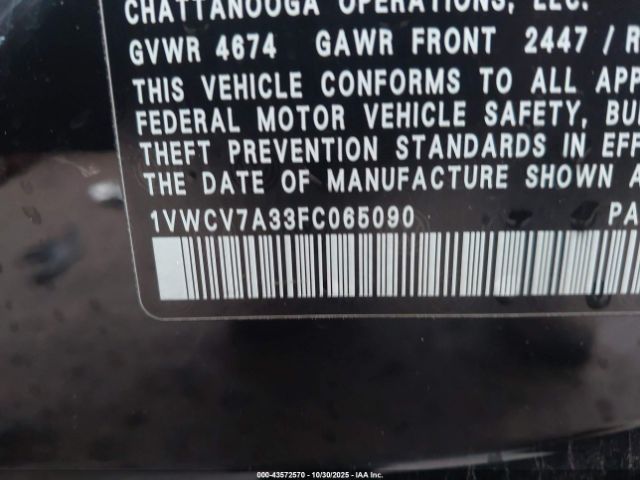 CHATTANOOGA OPERATIONS, LLC.
GVWR 4674 GAWR FRONT 2447 / R
THIS VEHICLE CONFORMS TO ALL APP
FEDERAL MOTOR VEHICLE SAFETY, BU
THEFT PREVENTION STANDARDS IN EFF
THE DATE OF MANUFACTURE SHOWN A
1VWCV7A33FC065090 PA
000-43572570 | 10/30/2025 | © IAA Inc.